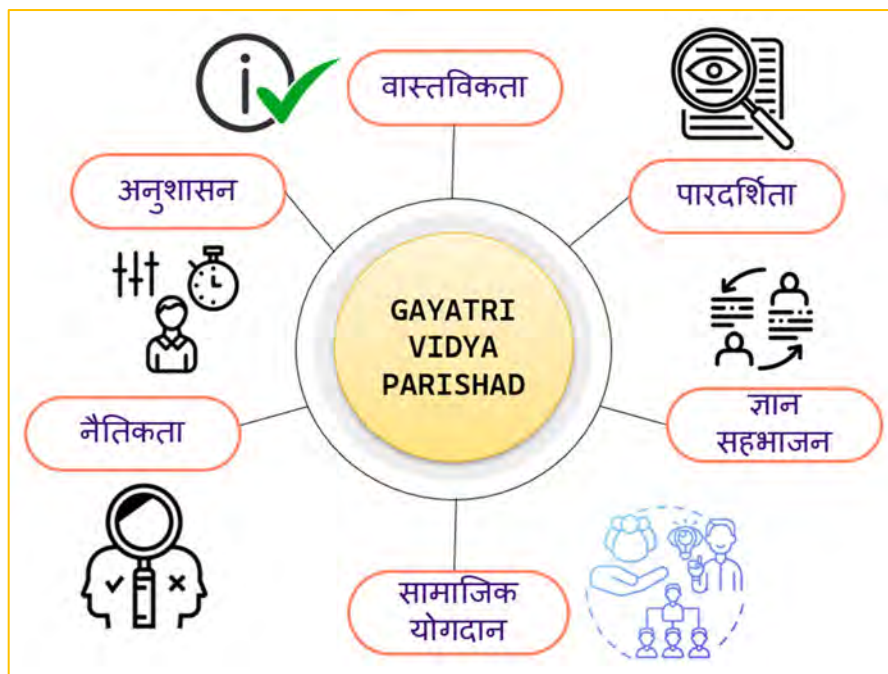 वास्तविकता
अनुशासन
पारदर्शिता
GAYATRI
VIDYA
PARISHAD
नैतिकता
ज्ञान
सहभाजन
सामाजिक
योगदान